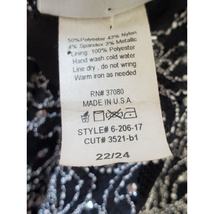 50% Polyester 43% Nylon
4% Spandex 3% Metallic
Lining: 100% Polyester
Hand wash cold water
Line dry, do not wring
Warm iron as needed
RN# 37080
MADE IN U.S.A.
STYLE# 6-206-17
CUT# 3521-b1
22/24